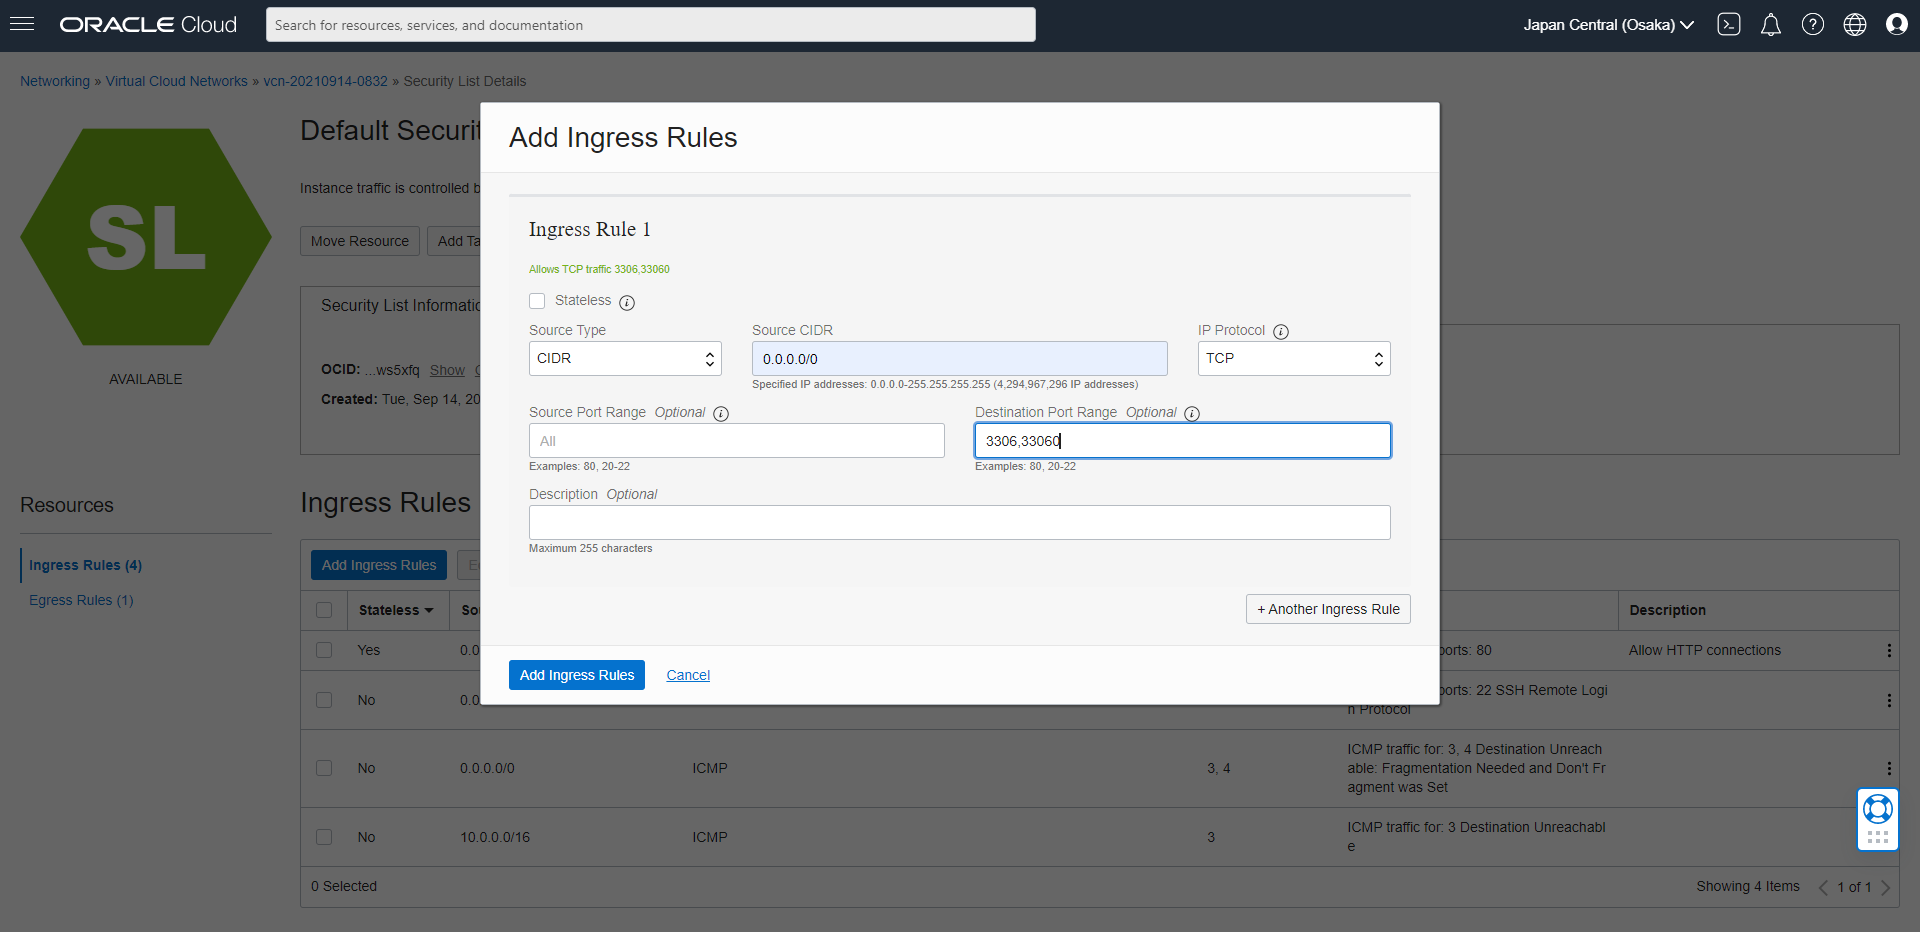 ORACLE Cloud
Search for resources, services, and documentation
Japan Central (Osaka)
Networking » Virtual Cloud Networks » vcn-20210914-0832 » Security List Details
SL
AVAILABLE
Default Securit
Instance traffic is controlled b
Move Resource
Add Ta
Security List Informatio
OCID: ...ws5xfq Show
Created: Tue, Sep 14, 20
Add Ingress Rules
Ingress Rule 1
Allows TCP traffic 3306,33060
Stateless
Source Type
Source CIDR
IP Protocol
CIDR
0.0.0.0/0
TCP
Specified IP addresses: 0.0.0.0-255.255.255.255 (4,294,967,296 IP addresses)
Source Port Range Optional
Destination Port Range Optional
All
3306,33060
Examples: 80, 20-22
Examples: 80, 20-22
Description Optional
Maximum 255 characters
+ Another Ingress Rule
Add Ingress Rules
Cancel
Resources
Ingress Rules (4)
Egress Rules (1)
Ingress Rules
Add Ingress Rules
Stateless
So
Description
Yes
0.0
ports: 80
Allow HTTP connections
No
0.0
ports: 22 SSH Remote Logi
n Protocol
No
0.0.0.0/0
ICMP
3, 4
ICMP traffic for: 3, 4 Destination Unreach
able: Fragmentation Needed and Don't Fr
agment was Set
No
10.0.0.0/16
ICMP
3
ICMP traffic for: 3 Destination Unreachabl
e
0 Selected
Showing 4 Items
1 of 1